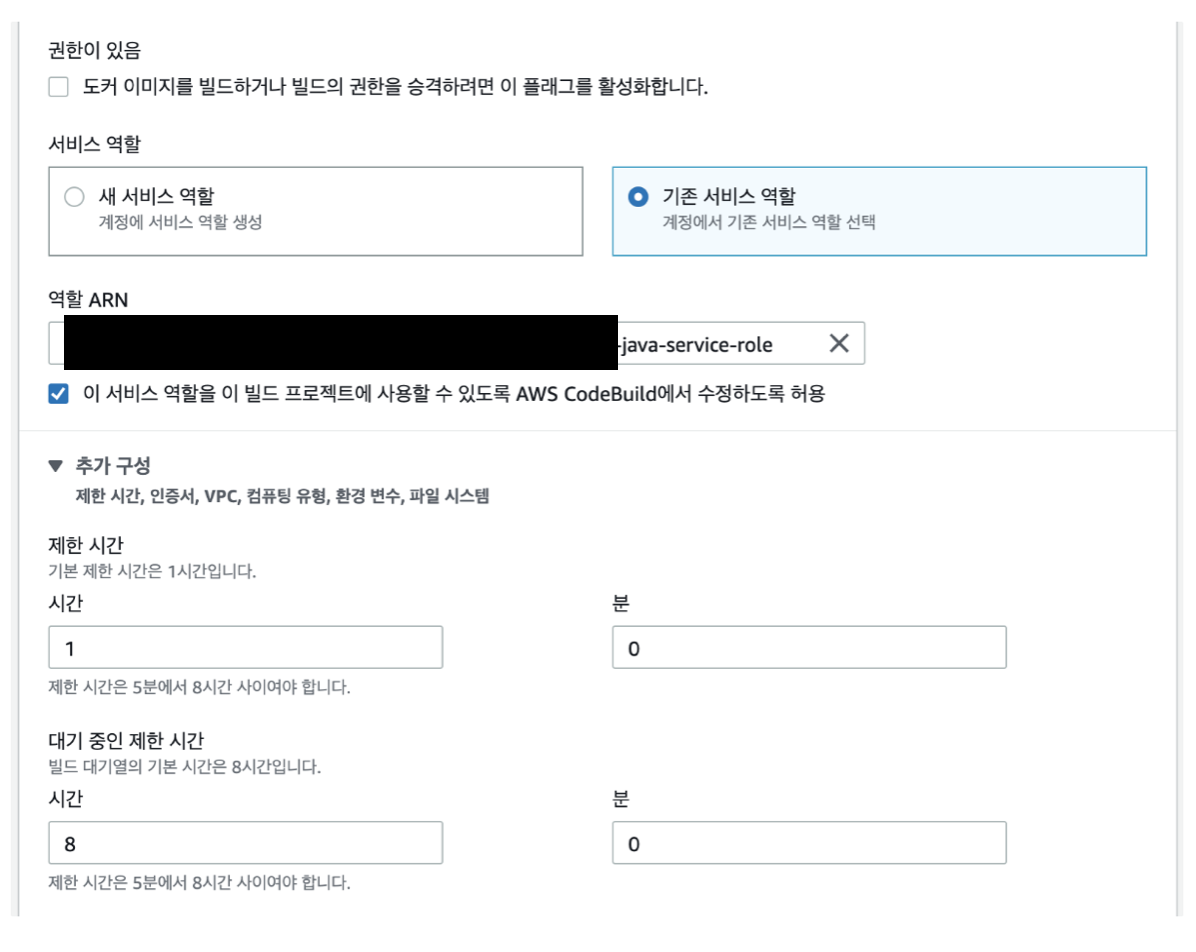 권한이 있음
도커 이미지를 빌드하거나 빌드의 권한을 승격하려면 이 플래그를 활성화합니다.
서비스 역할
새 서비스 역할
계정에 서비스 역할 생성
기존 서비스 역할
계정에서 기존 서비스 역할 선택
역할 ARN
-java-service-role
이 서비스 역할을 이 빌드 프로젝트에 사용할 수 있도록 AWS CodeBuild에서 수정하도록 허용
▼ 추가 구성
제한 시간, 인증서, VPC, 컴퓨팅 유형, 환경 변수, 파일 시스템
제한 시간
기본 제한 시간은 1시간입니다.
시간
분
1
0
제한 시간은 5분에서 8시간 사이여야 합니다.
대기 중인 제한 시간
빌드 대기열의 기본 시간은 8시간입니다.
시간
분
8
0
제한 시간은 5분에서 8시간 사이여야 합니다.